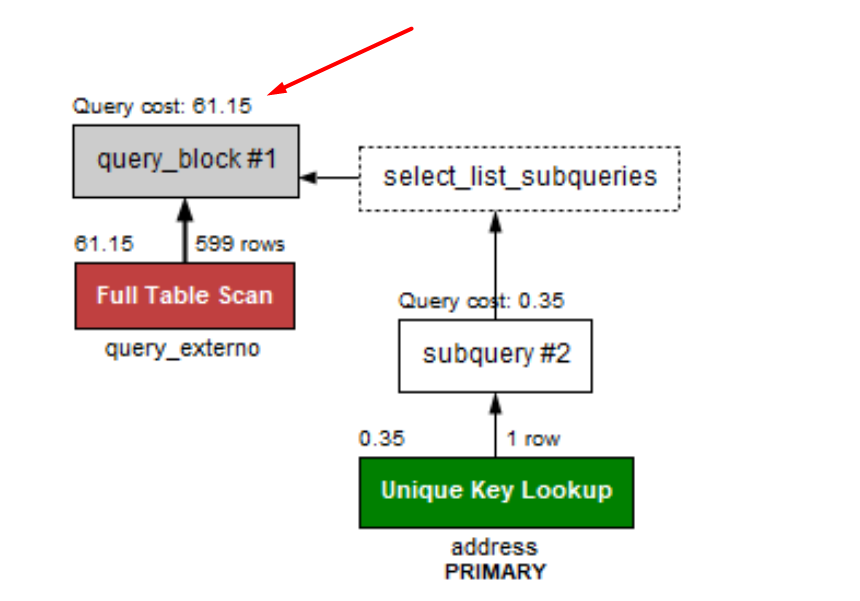 Query cost: 61.15
query_block #1
select_list_subqueries
61.15
599 rows
Full Table Scan
query_externo
Query cost: 0.35
subquery #2
0.35
1 row
Unique Key Lookup
address
PRIMARY